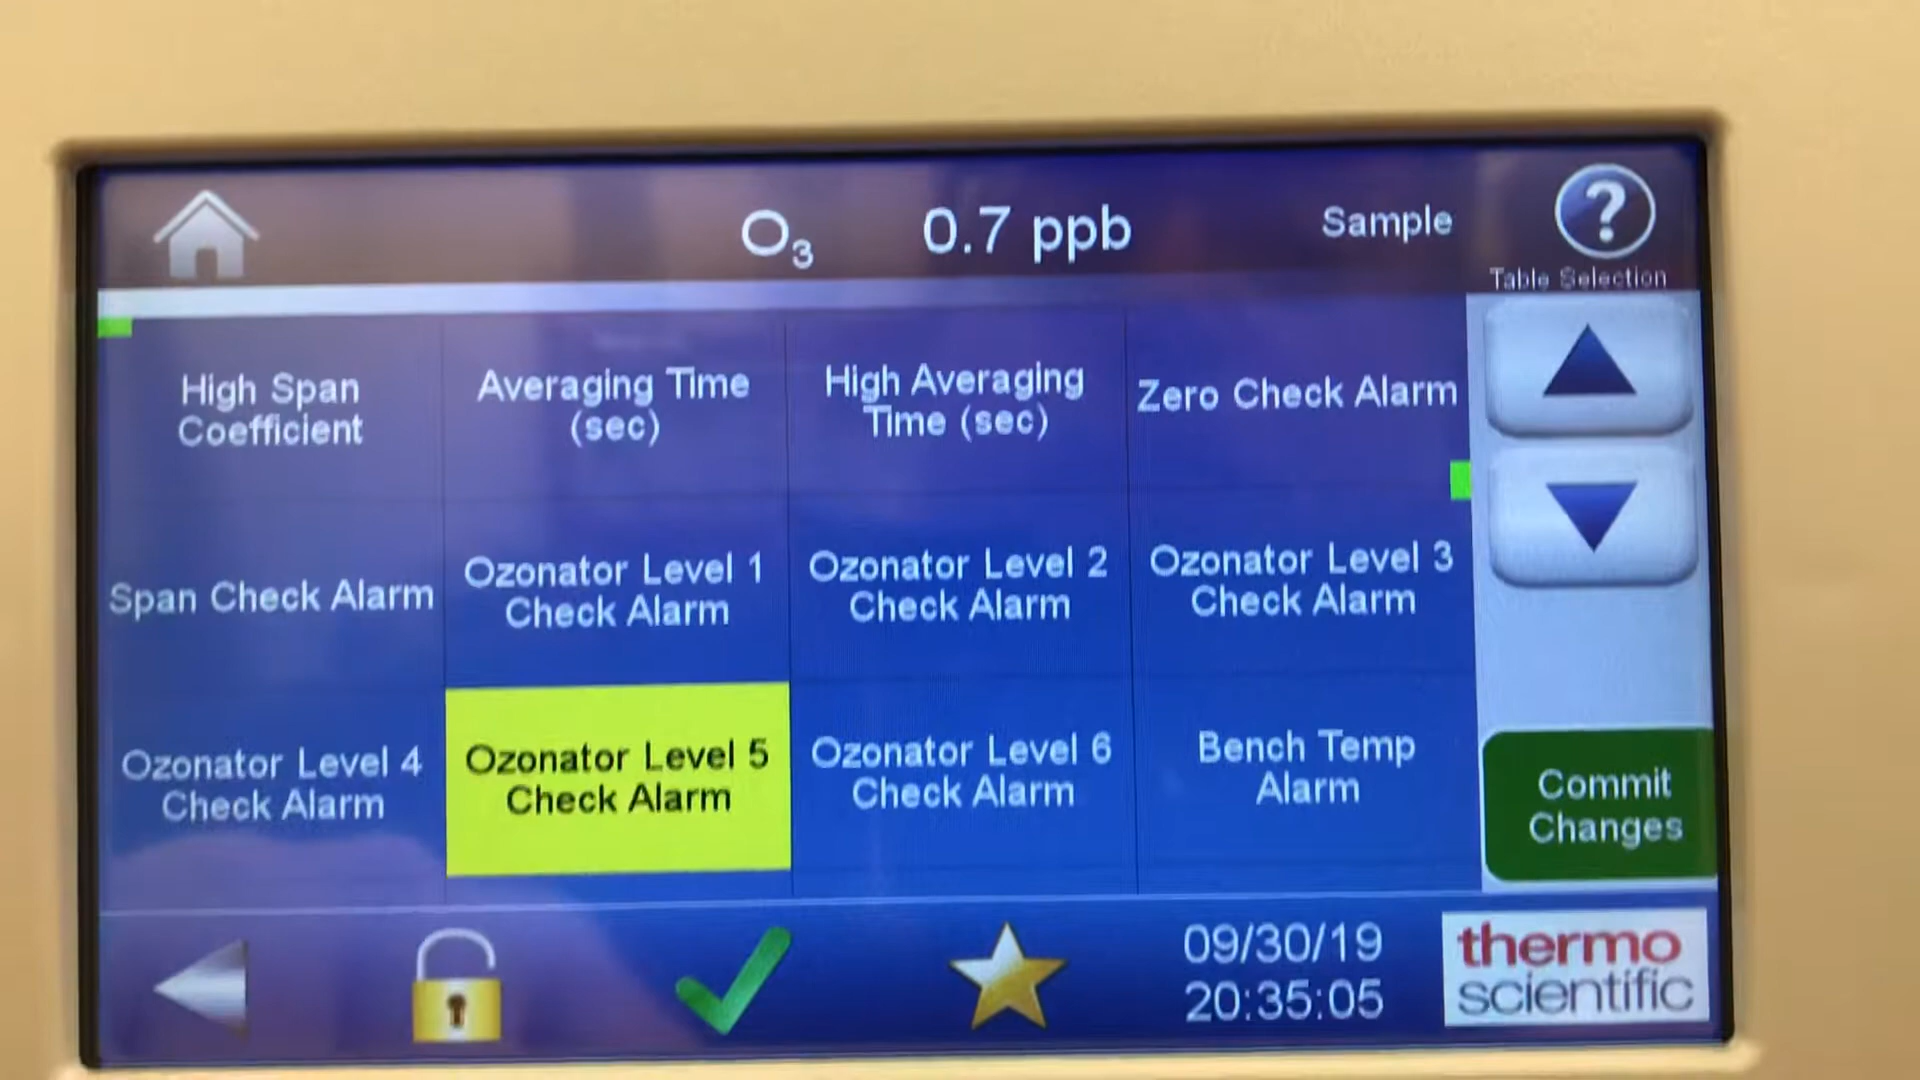 O3 0.7 ppb Sample ?
Table Selection
High Span
Coefficient
Averaging Time
(sec)
High Averaging
Time (sec)
Zero Check Alarm
Span Check Alarm
Ozonator Level 1
Check Alarm
Ozonator Level 2
Check Alarm
Ozonator Level 3
Check Alarm
Ozonator Level 4
Check Alarm
Ozonator Level 5
Check Alarm
Ozonator Level 6
Check Alarm
Bench Temp
Alarm
Commit
Changes
09/30/19
20:35:05
thermo
scientific